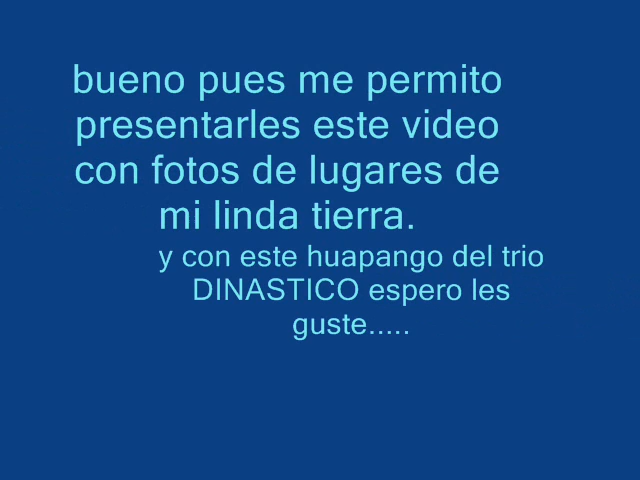 bueno pues me permito
presentarles este video
con fotos de lugares de
mi linda tierra.
y con este huapango del trio
DINASTICO espero les
guste.....